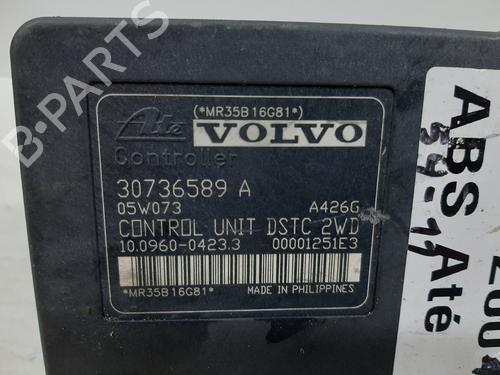 (*MR35B16G81*)
Ate VOLVO
Controller
30736589 A
05W073 A426G
CONTROL UNIT DSTC 2WD
10.0960-0423.3 00001251E3
*MR35B16G81* MADE IN PHILIPPINES
B-Parts
ABS
Até